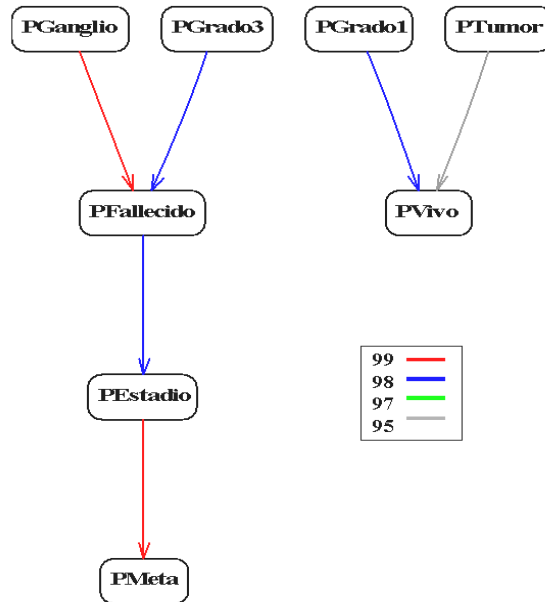 PGanglio PGrado3 PGrado1 PTumor
PFallecido PVivo
PEstadio
99
98
97
95
PMeta